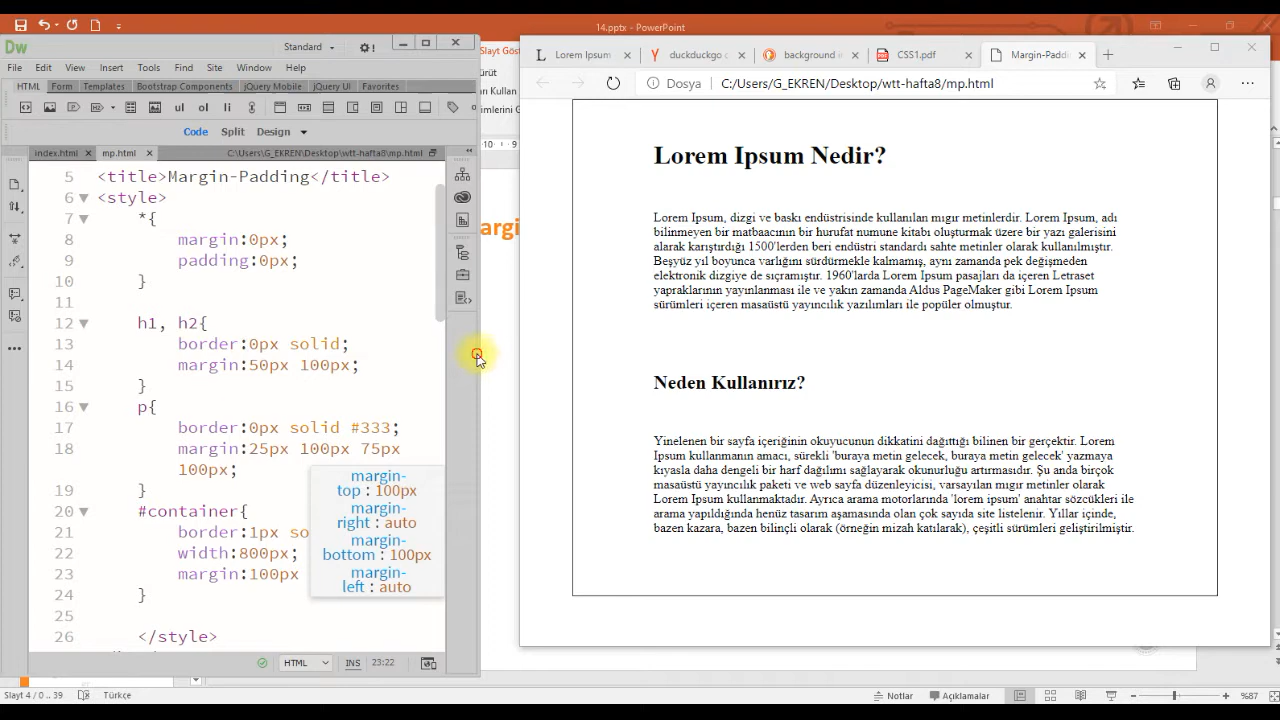 14.pptx - PowerPoint
Dw
Standard
File Edit View Insert Tools Find Site Window Help
HTML Form Templates Bootstrap Components jQuery Mobile jQuery UI Favorites
ul ol li
Code Split Design
index.html mp.html C:\Users\G_EKREN\Desktop\wtt-hafta8\mp.html
5 <title>Margin-Padding</title>
6 <style>
7 *{
8 margin:0px;
9 padding:0px;
10 }
11
12 h1, h2{
13 border:0px solid;
14 margin:50px 100px;
15 }
16 p{
17 border:0px solid #333;
18 margin:25px 100px 75px
100px;
19 }
20 #container{
21 border:1px so
22 width:800px;
23 margin:100px
24 }
25
26 </style>
margin-
top : 100px
margin-
right : auto
margin-
bottom : 100px
margin-
left : auto
HTML INS 23:22
Slayt Göst
ürüt
rı Kullan
mlerini G
10 9
argi
Lorem Ipsum
duckduckgo
background
CSS1.pdf
Margin-Paddi
Dosya C:/Users/G_EKREN/Desktop/wtt-hafta8/mp.html
Lorem Ipsum Nedir?
Lorem Ipsum, dizgi ve baskı endüstrisinde kullanılan mıgır metinlerdir. Lorem Ipsum, adı
bilinmeyen bir matbaacının bir hurufat numune kitabı oluşturmak üzere bir yazı galerisini
alarak karıştırdığı 1500'lerden beri endüstri standardı sahte metinler olarak kullanılmıştır.
Beşyüz yıl boyunca varlığını sürdürmekle kalmamış, aynı zamanda pek değişmeden
elektronik dizgiye de sıçramıştır. 1960'larda Lorem Ipsum pasajları da içeren Letraset
yapraklarının yayınlanması ile ve yakın zamanda Aldus PageMaker gibi Lorem Ipsum
sürümleri içeren masaüstü yayıncılık yazılımları ile popüler olmuştur.
Neden Kullanırız?
Yinelenen bir sayfa içeriğinin okuyucunun dikkatini dağıttığı bilinen bir gerçektir. Lorem
Ipsum kullanmanın amacı, sürekli 'buraya metin gelecek, buraya metin gelecek' yazmaya
kıyasla daha dengeli bir harf dağılımı sağlayarak okunurluğu artırmasıdır. Şu anda birçok
masaüstü yayıncılık paketi ve web sayfa düzenleyicisi, varsayılan mıgır metinler olarak
Lorem Ipsum kullanmaktadır. Ayrıca arama motorlarında 'lorem ipsum' anahtar sözcükleri ile
arama yapıldığında henüz tasarım aşamasında olan çok sayıda site listelenir. Yıllar içinde,
bazen kazara, bazen bilinçli olarak (örneğin mizah katılarak), çeşitli sürümleri geliştirilmiştir.
Slayt 4 / 0 .. 39 Türkçe Notlar Açıklamalar %87